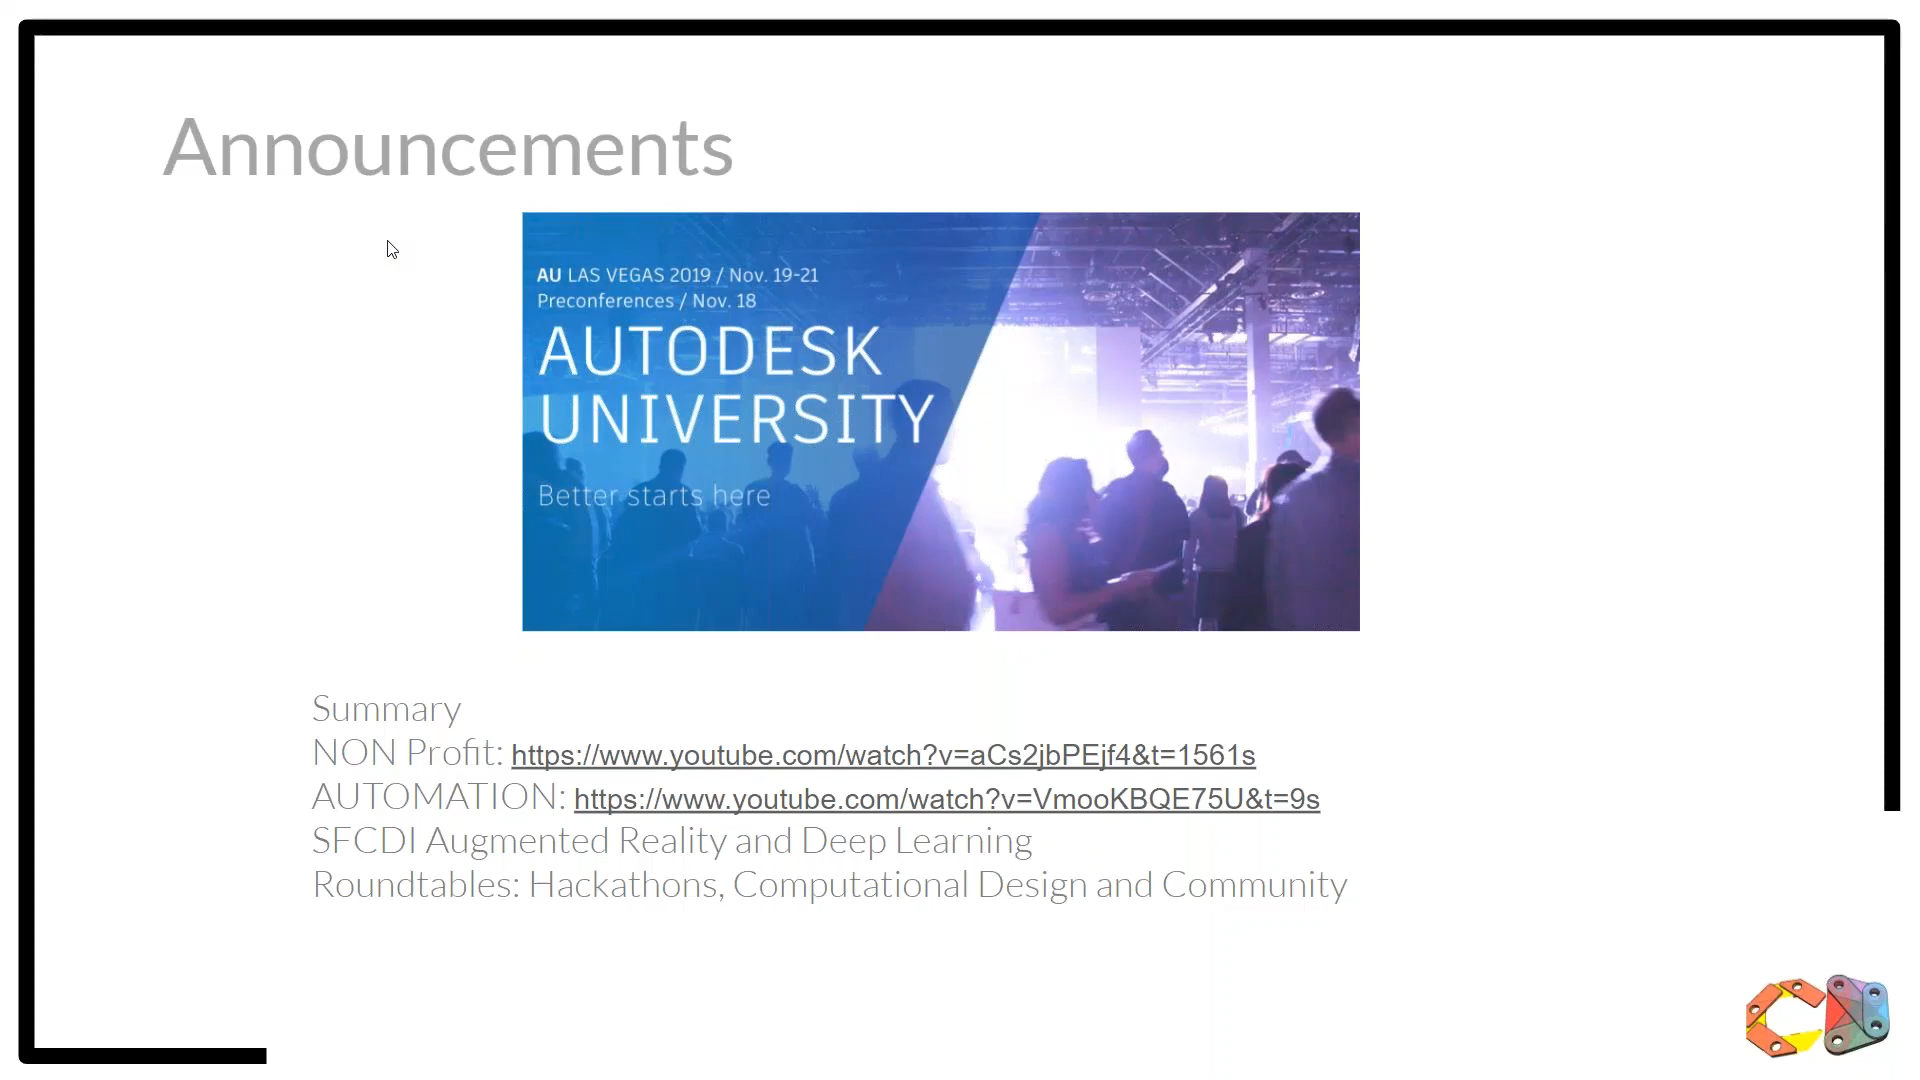 Announcements
AU LAS VEGAS 2019 / Nov. 19-21
Preconferences / Nov. 18
AUTODESK
UNIVERSITY
Better starts here
Summary
NON Profit: https://www.youtube.com/watch?v=aCs2jbPEjf4&t=1561s
AUTOMATION: https://www.youtube.com/watch?v=VmooKBQE75U&t=9s
SFCDI Augmented Reality and Deep Learning
Roundtables: Hackathons, Computational Design and Community